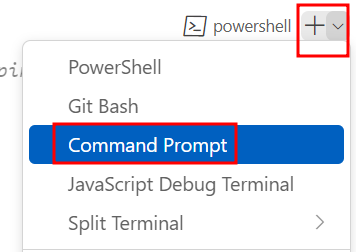 powershell
PowerShell
Git Bash
Command Prompt
JavaScript Debug Terminal
Split Terminal